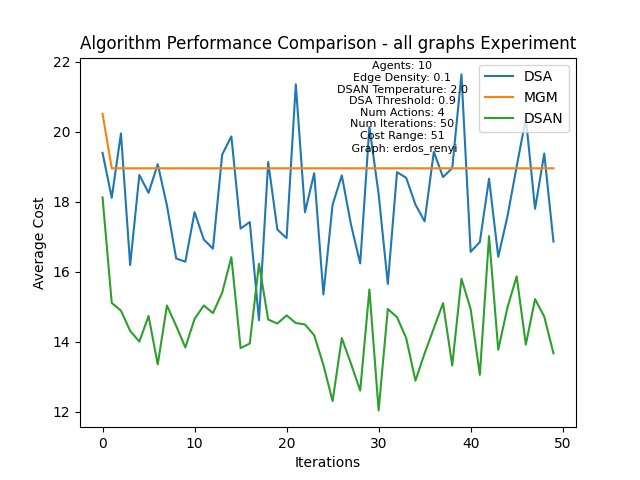 Algorithm Performance Comparison - all graphs Experiment
Agents: 10
Edge Density: 0.1
DSAN Temperature: 2.0
DSA Threshold: 0.9
Num Actions: 4
Num Iterations: 50
Cost Range: 51
Graph: erdos_renyi
DSA
MGM
DSAN
Average Cost
22
20
18
16
14
12
0
10
20
30
40
50
Iterations